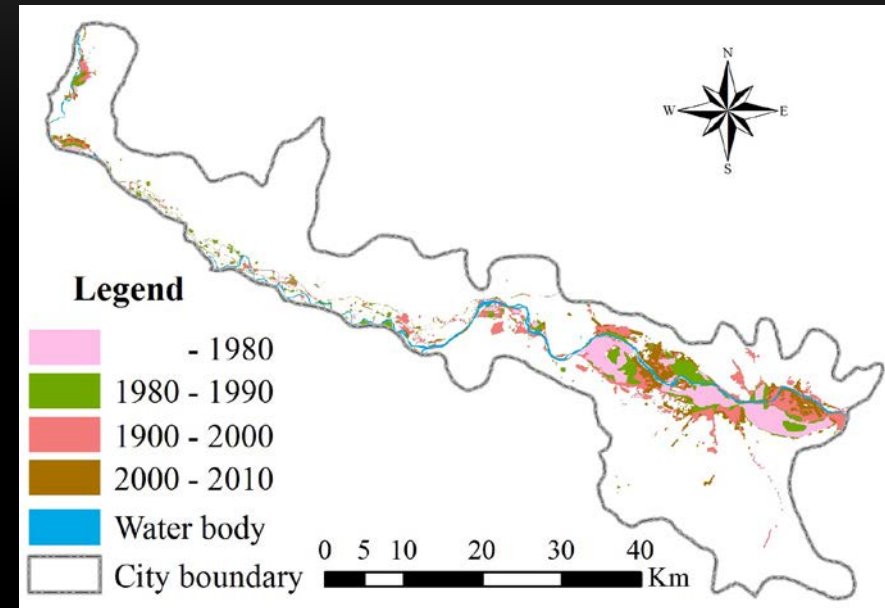 N
W
E
S
Legend
- 1980
1980 - 1990
1900 - 2000
2000 - 2010
Water body
City boundary
0 5 10 20 30 40
Km